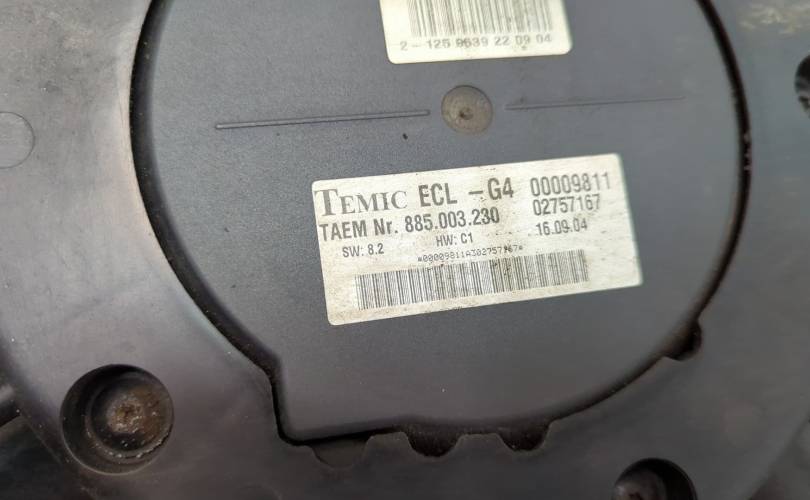 2 - 125 9639 22 09 04
TEMIC ECL -G4 00009811
TAEM Nr. 885.003.230 02757167
SW: 8.2 HW: C1 16.09.04
*00009811A302757167*